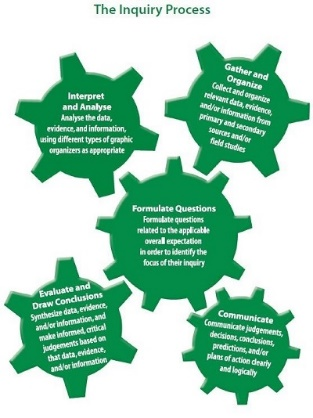 The Inquiry Process
Interpret
and Analyse
Analyse the data,
evidence, and information,
using different types of graphic
organizers as appropriate
Gather and
Organize
Collect and organize
relevant data, evidence,
and/or information from
primary and secondary
sources and/or
field studies
Formulate Questions
Formulate questions
related to the applicable
overall expectation
in order to identify the
focus of their inquiry
Evaluate and
Draw Conclusions
Synthesize data, evidence,
and/or information, and
make informed, critical
judgements based on
that data, evidence,
and/or information
Communicate
Communicate judgements,
decisions, conclusions,
predictions, and/or
plans of action clearly
and logically